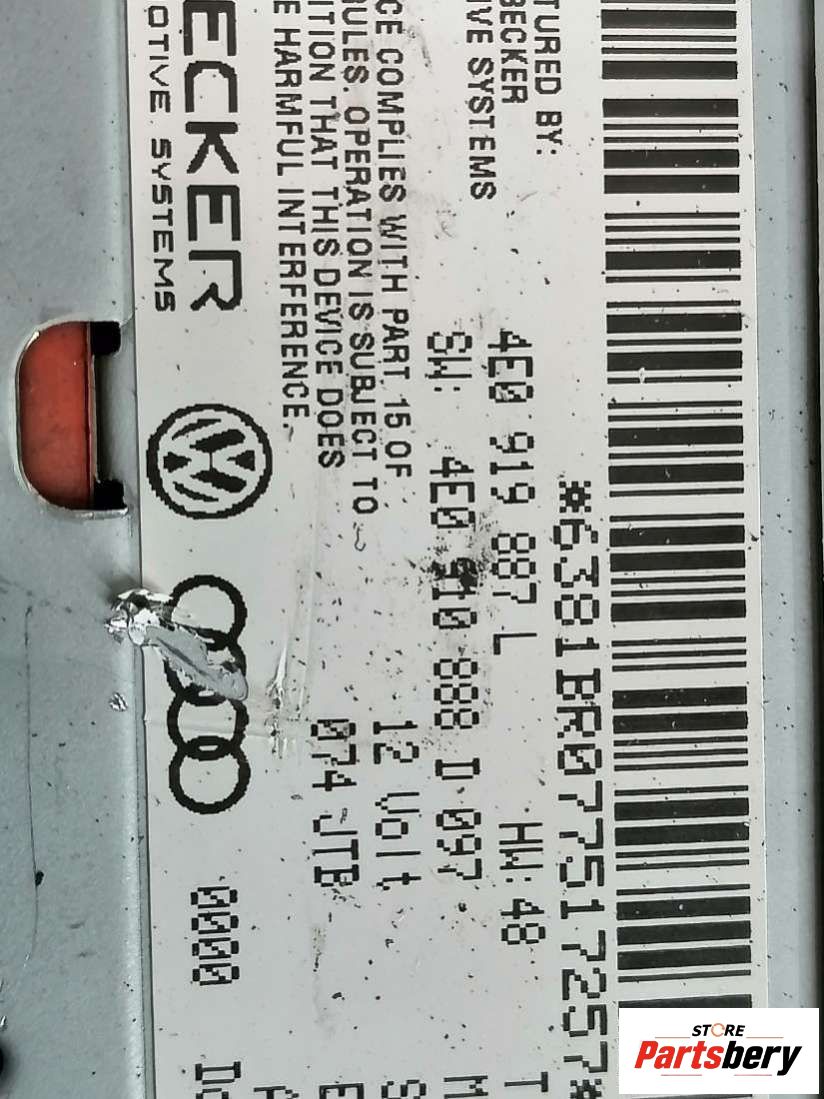 *6381BR077517257*
TURED BY:
BECKER
IVE SYSTEMS
4E0 919 887 L HW: 48
SW: 4E0 910 888 D 097
12 Volt
CE COMPLIES WITH PART 15 OF
RULES. OPERATION IS SUBJECT TO
ITION THAT THIS DEVICE DOES
E HARMFUL INTERFERENCE.
074 JTB
ECKER
OTIVE SYSTEMS
0000
STORE
Partsbery